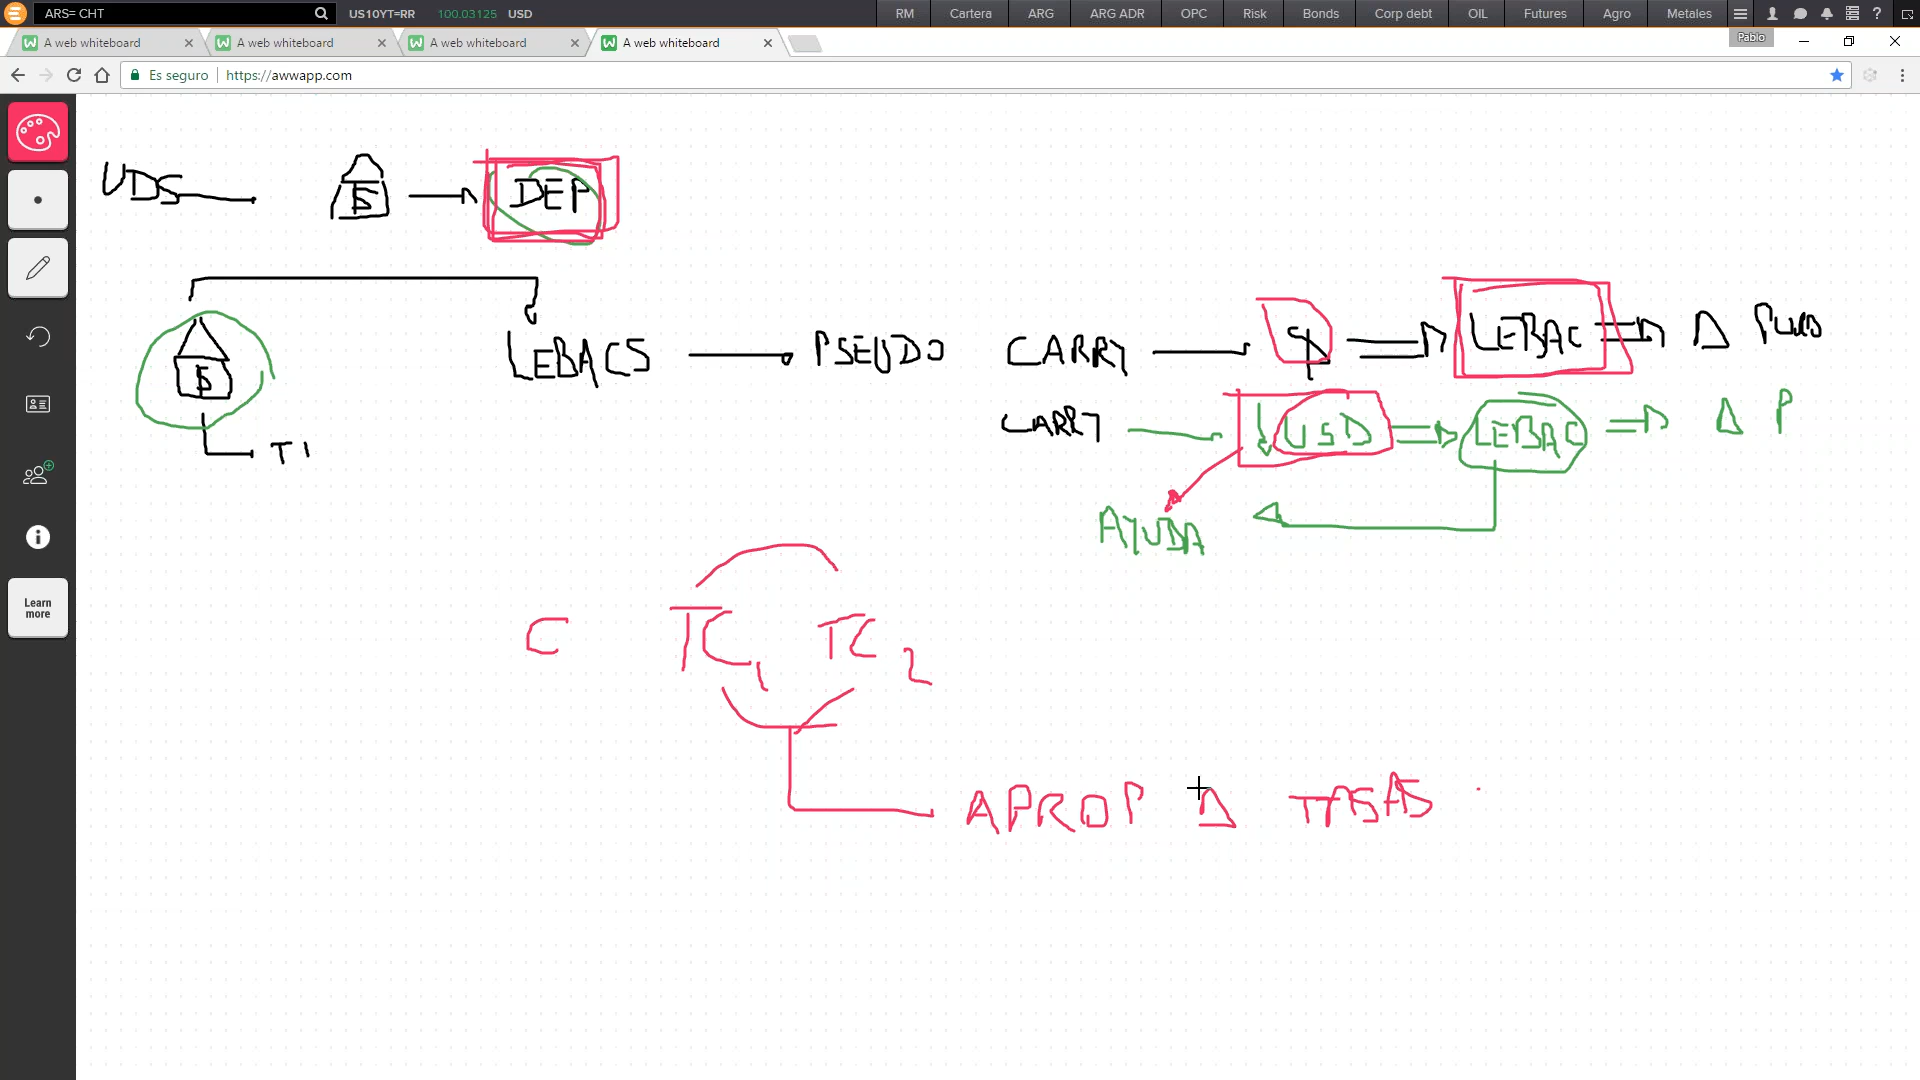 ARS= CHT US10YT=RR 100.03125 USD RM Cartera ARG ARG ADR OPC Risk Bonds Corp debt OIL Futures Agro Metales ?
A web whiteboard A web whiteboard A web whiteboard A web whiteboard Pablo
Es seguro https://awwapp.com
UDS B DEP
CARRY $ LEBAC Δ
B LEBACS PSEUDO
CARRY ↓ USD LEBAC Δ P
AYUDA
Learn
more
C TC1 TC2
APROP Δ TASAS